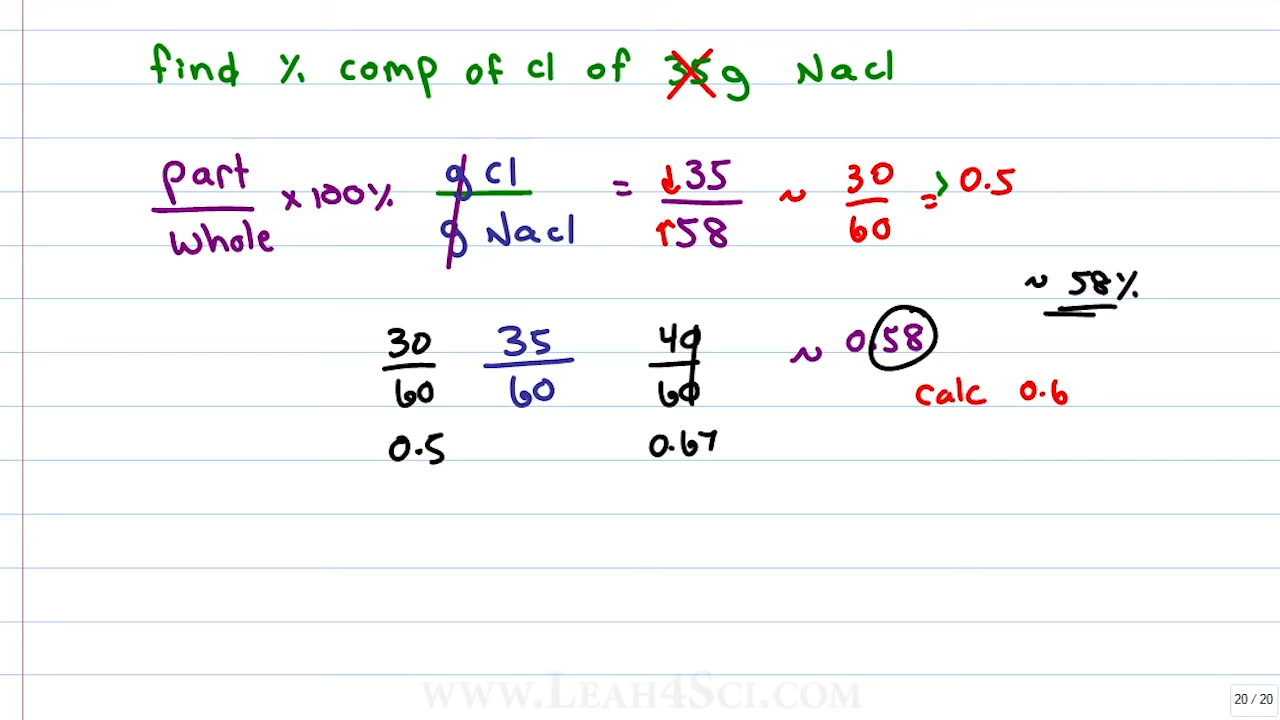 find % comp of cl of 35g Nacl
part / whole × 100% g Cl / g Nacl = ↓35 / ↑58 ~ 30 / 60 => 0.5
~ 58%
30 / 60 35 / 60 40 / 60 ~ 0.58
calc 0.6
0.5 0.67
www.Leah4Sci.com
20 / 20